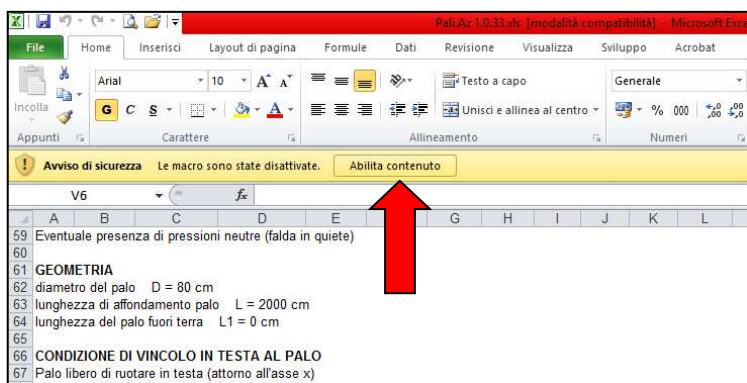 Pali.Az 1.0.33.xls [modalità compatibilità] - Microsoft Exce
File Home Inserisci Layout di pagina Formule Dati Revisione Visualizza Sviluppo Acrobat
Incolla Arial 10 A A Testo a capo Generale
G C S A Unisci e allinea al centro % 000 ,00 ,00
Appunti Carattere Allineamento Numeri
Avviso di sicurezza Le macro sono state disattivate. Abilita contenuto
V6 fx
A B C D E G H I J K L
59 Eventuale presenza di pressioni neutre (falda in quiete)
60
61 GEOMETRIA
62 diametro del palo D = 80 cm
63 lunghezza di affondamento palo L = 2000 cm
64 lunghezza del palo fuori terra L1 = 0 cm
65
66 CONDIZIONE DI VINCOLO IN TESTA AL PALO
67 Palo libero di ruotare in testa (attorno all'asse x)